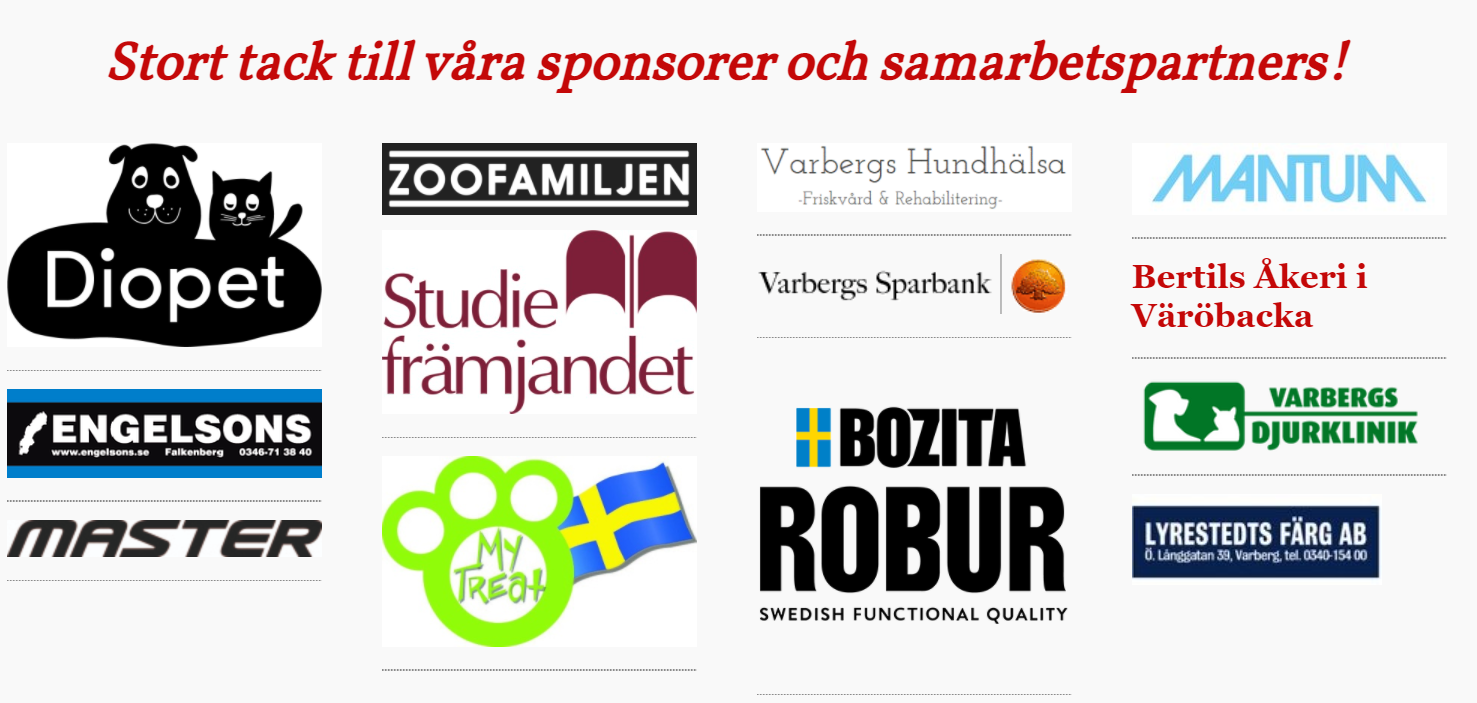 Stort tack till våra sponsorer och samarbetspartners!
Diopet
ENGELSONS
www.engelsons.se Falkenberg 0346-71 38 40
MASTER
ZOOFAMILJEN
Studie
främjandet
MY
TREAt
Varbergs Hundhälsa
-Friskvård & Rehabilitering-
Varbergs Sparbank
BOZITA
ROBUR
SWEDISH FUNCTIONAL QUALITY
MANTUM
Bertils Åkeri i
Väröbacka
VARBERGS
DJURKLINIK
LYRESTEDTS FÄRG AB
Ö. Långgatan 39, Varberg, tel. 0340-154 00